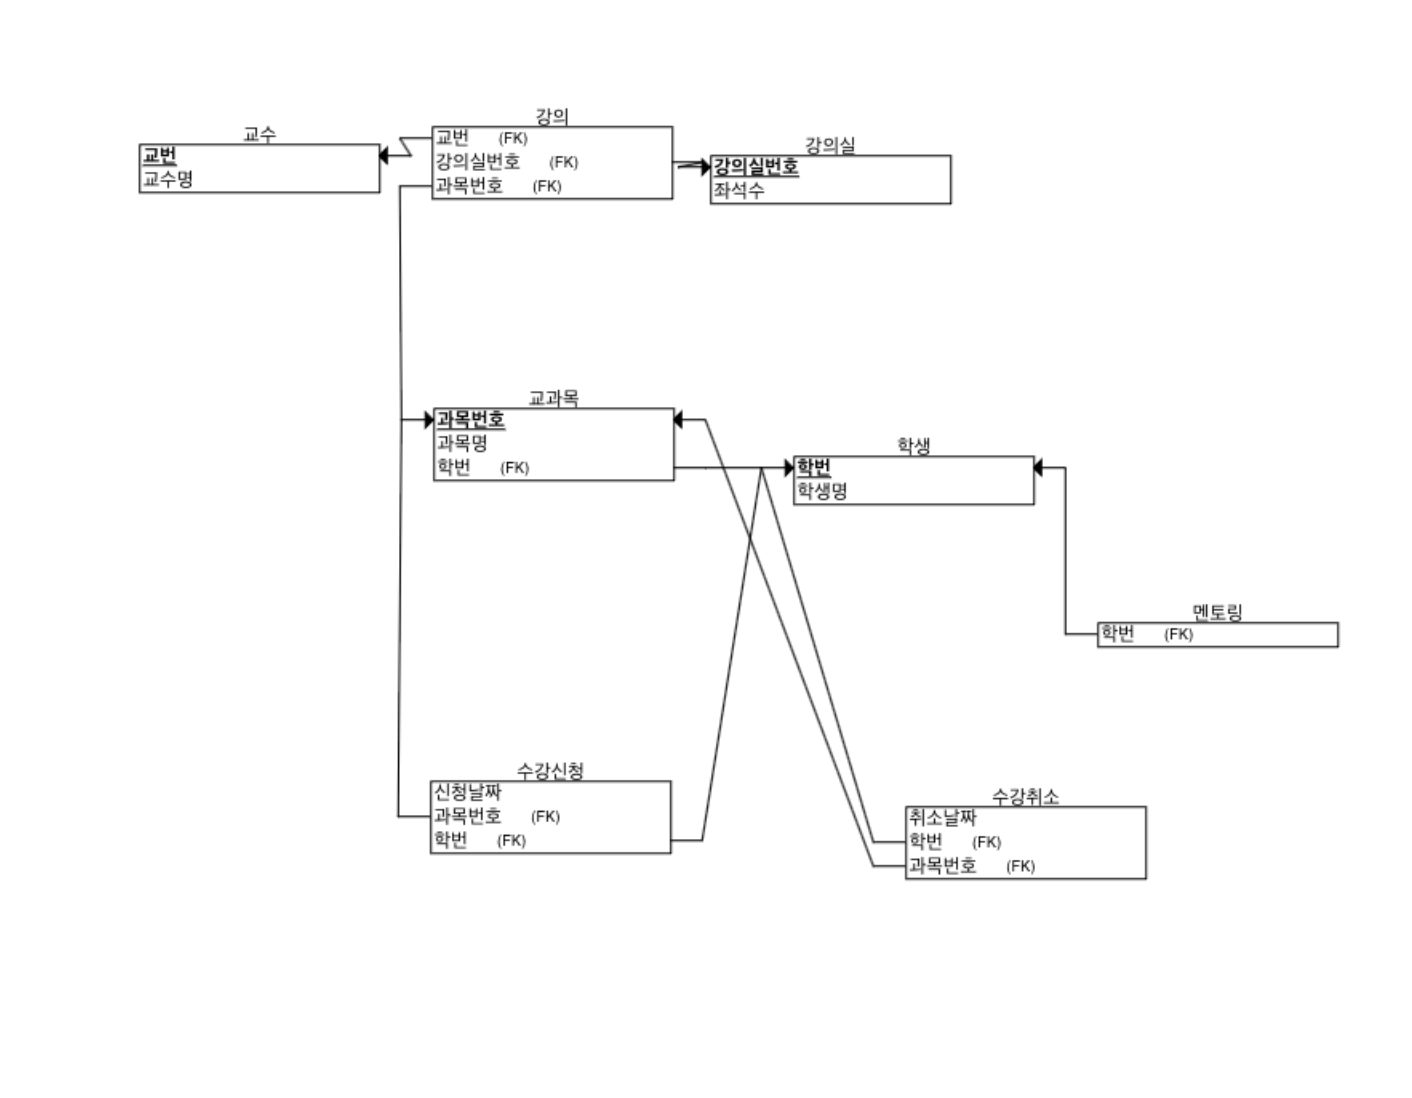 교수
교번
교수명
강의
교번 (FK)
강의실번호 (FK)
과목번호 (FK)
강의실
강의실번호
좌석수
교과목
과목번호
과목명
학번 (FK)
학생
학번
학생명
멘토링
학번 (FK)
수강신청
신청날짜
과목번호 (FK)
학번 (FK)
수강취소
취소날짜
학번 (FK)
과목번호 (FK)